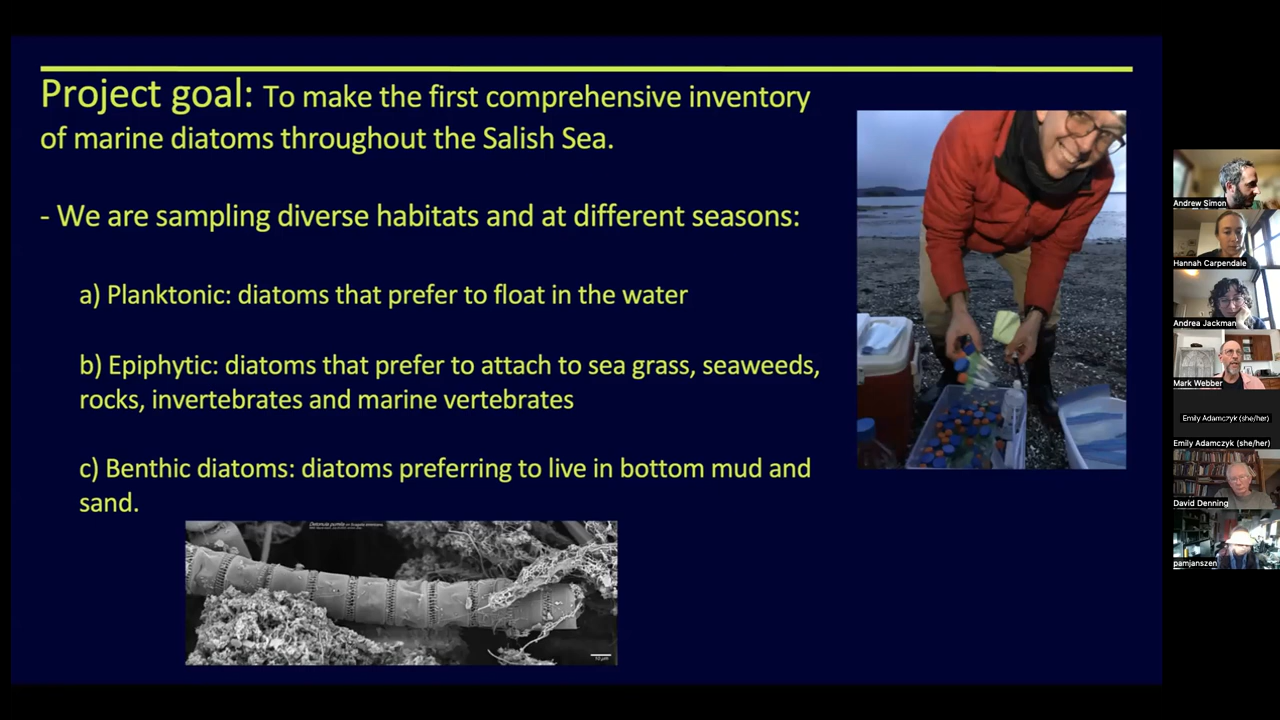 Project goal: To make the first comprehensive inventory
of marine diatoms throughout the Salish Sea.
- We are sampling diverse habitats and at different seasons:
a) Planktonic: diatoms that prefer to float in the water
b) Epiphytic: diatoms that prefer to attach to sea grass, seaweeds,
rocks, invertebrates and marine vertebrates
c) Benthic diatoms: diatoms preferring to live in bottom mud and
sand.
10 µm
Andrew Simon
Hannah Carpendale
Andrea Jackman
Mark Webber
Emily Adamczyk (she/her)
Emily Adamczyk (she/her)
David Denning
pamjanszen